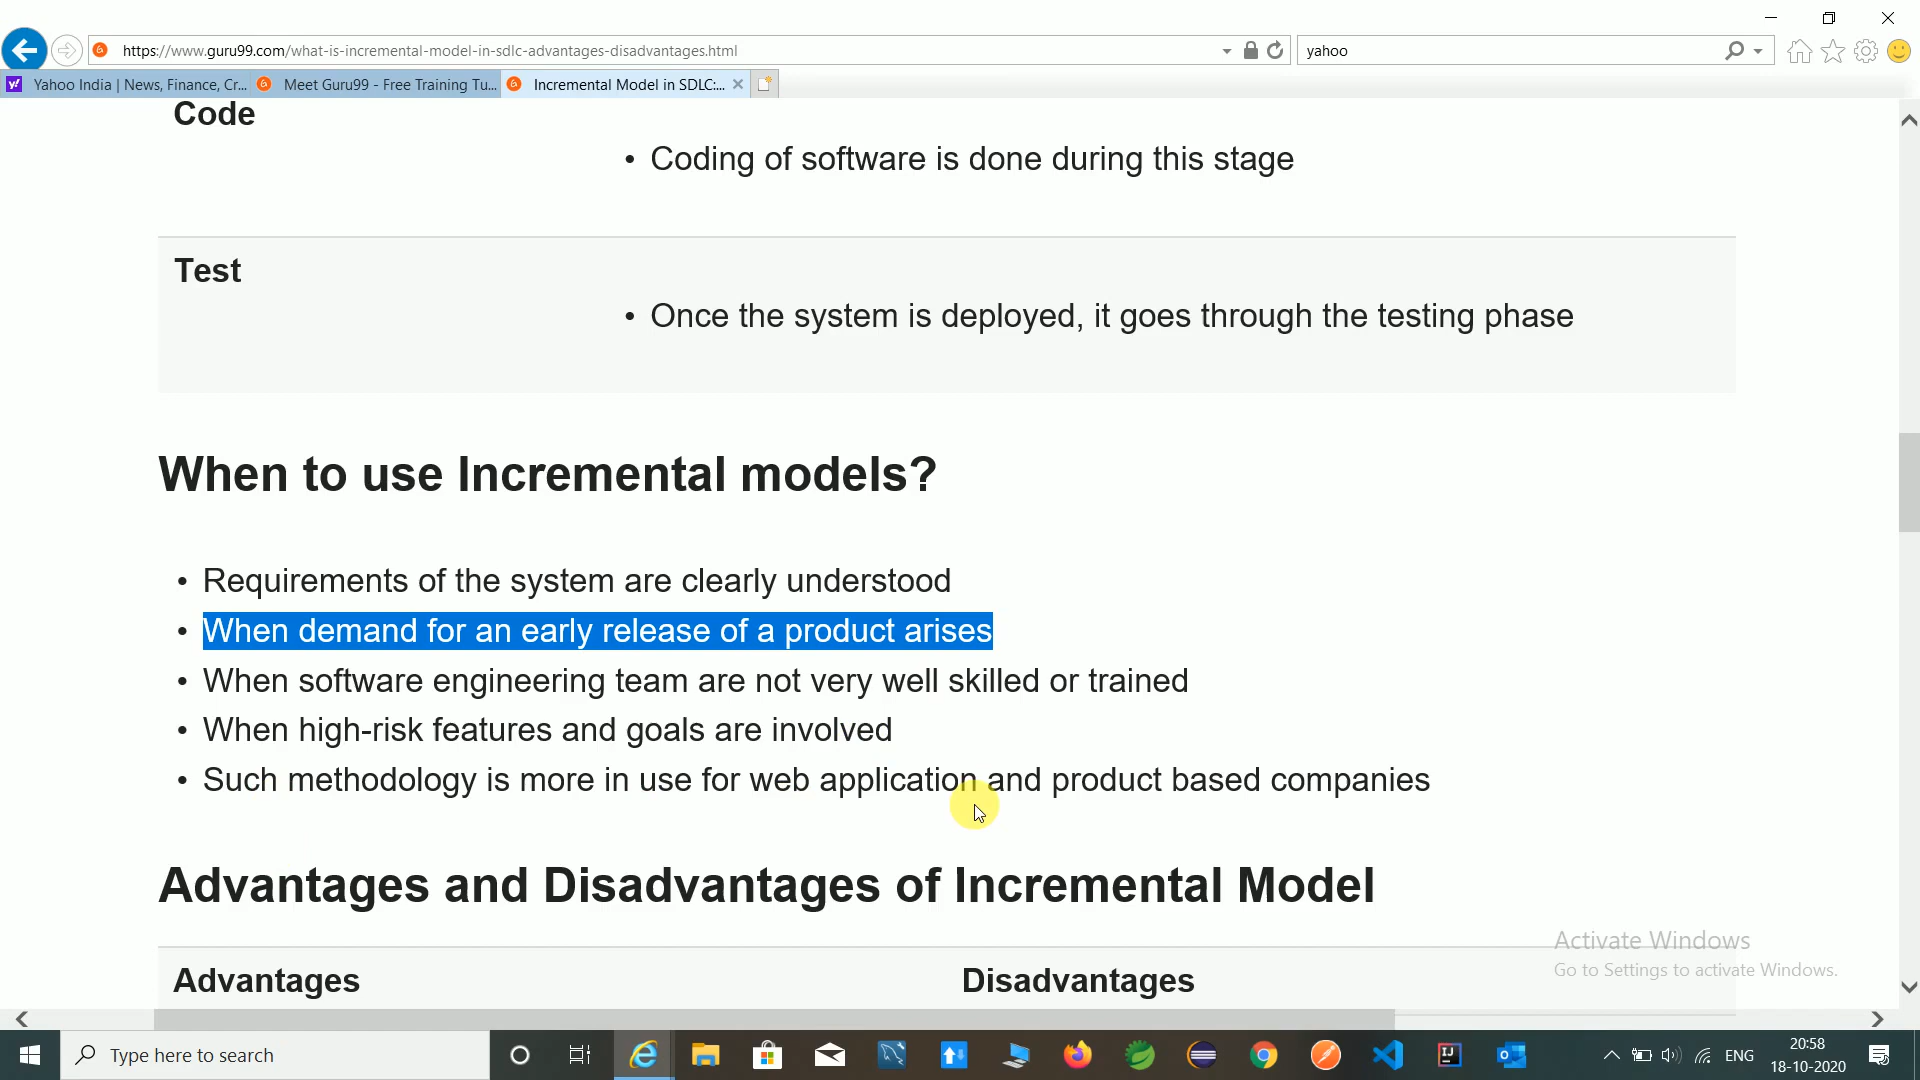 https://www.guru99.com/what-is-incremental-model-in-sdlc-advantages-disadvantages.html
yahoo
Yahoo India | News, Finance, Cr...
Meet Guru99 - Free Training Tu...
Incremental Model in SDLC:...
Code
• Coding of software is done during this stage
Test
• Once the system is deployed, it goes through the testing phase
When to use Incremental models?
• Requirements of the system are clearly understood
• When demand for an early release of a product arises
• When software engineering team are not very well skilled or trained
• When high-risk features and goals are involved
• Such methodology is more in use for web application and product based companies
Advantages and Disadvantages of Incremental Model
Advantages
Disadvantages
Activate Windows
Go to Settings to activate Windows.
Type here to search
ENG
20:58
18-10-2020